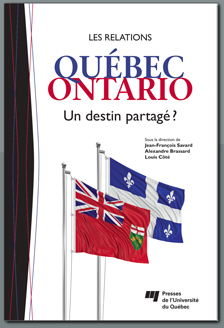 LES RELATIONS
QUÉBEC
ONTARIO
Un destin partagé ?
Sous la direction de
Jean-François Savard
Alexandre Brassard
Louis Côté
Presses
de l'Université
du Québec